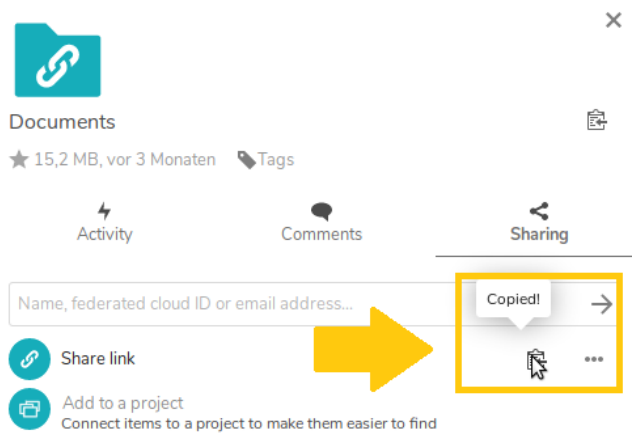 Documents
15,2 MB, vor 3 Monaten Tags
Activity Comments Sharing
Copied!
Name, federated cloud ID or email address...
Share link
Add to a project
Connect items to a project to make them easier to find